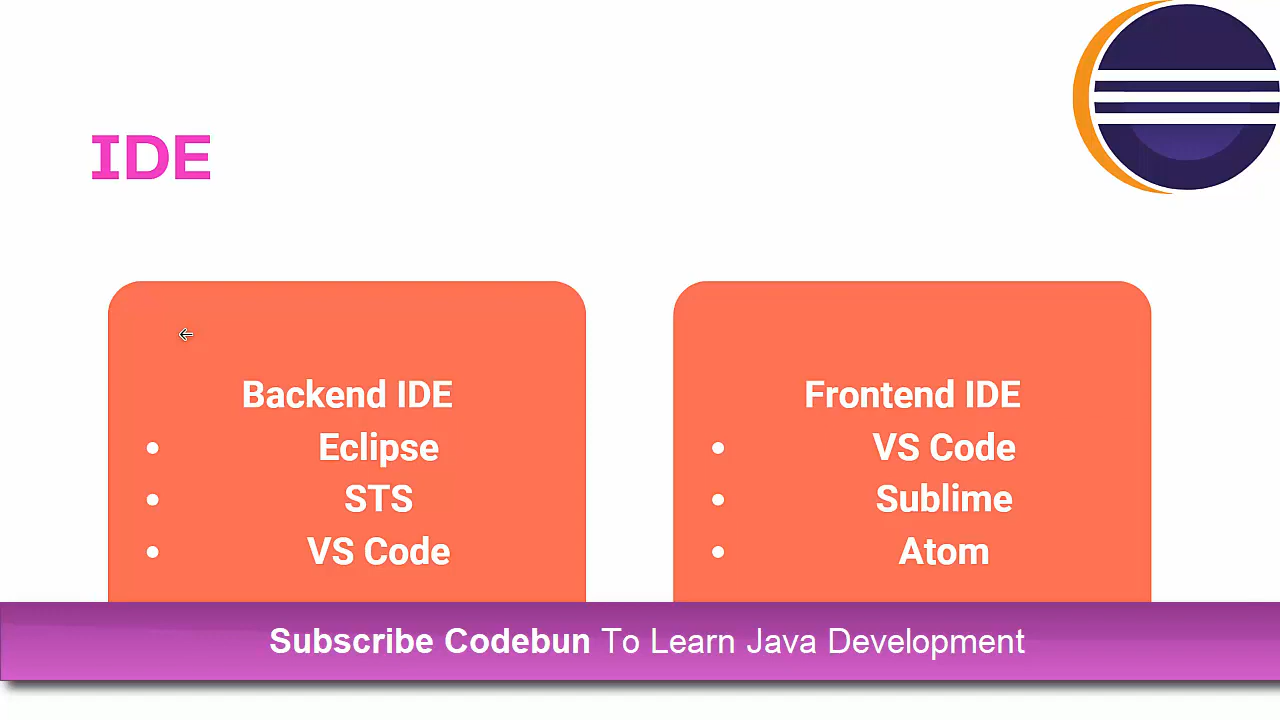 IDE
Backend IDE
• Eclipse
• STS
• VS Code
Frontend IDE
• VS Code
• Sublime
• Atom
Subscribe Codebun To Learn Java Development